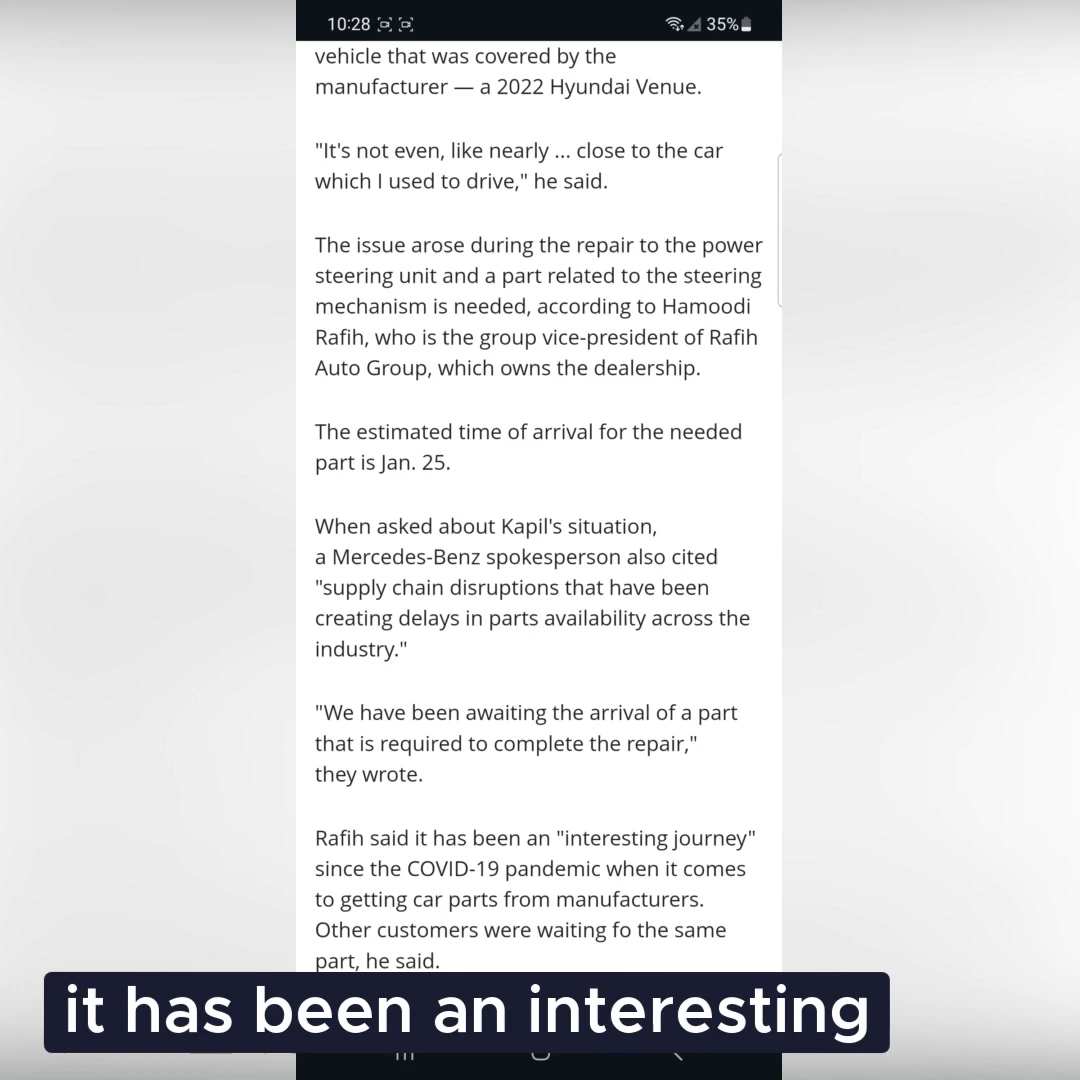 10:28 35%
vehicle that was covered by the
manufacturer — a 2022 Hyundai Venue.
"It's not even, like nearly ... close to the car
which I used to drive," he said.
The issue arose during the repair to the power
steering unit and a part related to the steering
mechanism is needed, according to Hamoodi
Rafih, who is the group vice-president of Rafih
Auto Group, which owns the dealership.
The estimated time of arrival for the needed
part is Jan. 25.
When asked about Kapil's situation,
a Mercedes-Benz spokesperson also cited
"supply chain disruptions that have been
creating delays in parts availability across the
industry."
"We have been awaiting the arrival of a part
that is required to complete the repair,"
they wrote.
Rafih said it has been an "interesting journey"
since the COVID-19 pandemic when it comes
to getting car parts from manufacturers.
Other customers were waiting fo the same
part, he said.
it has been an interesting